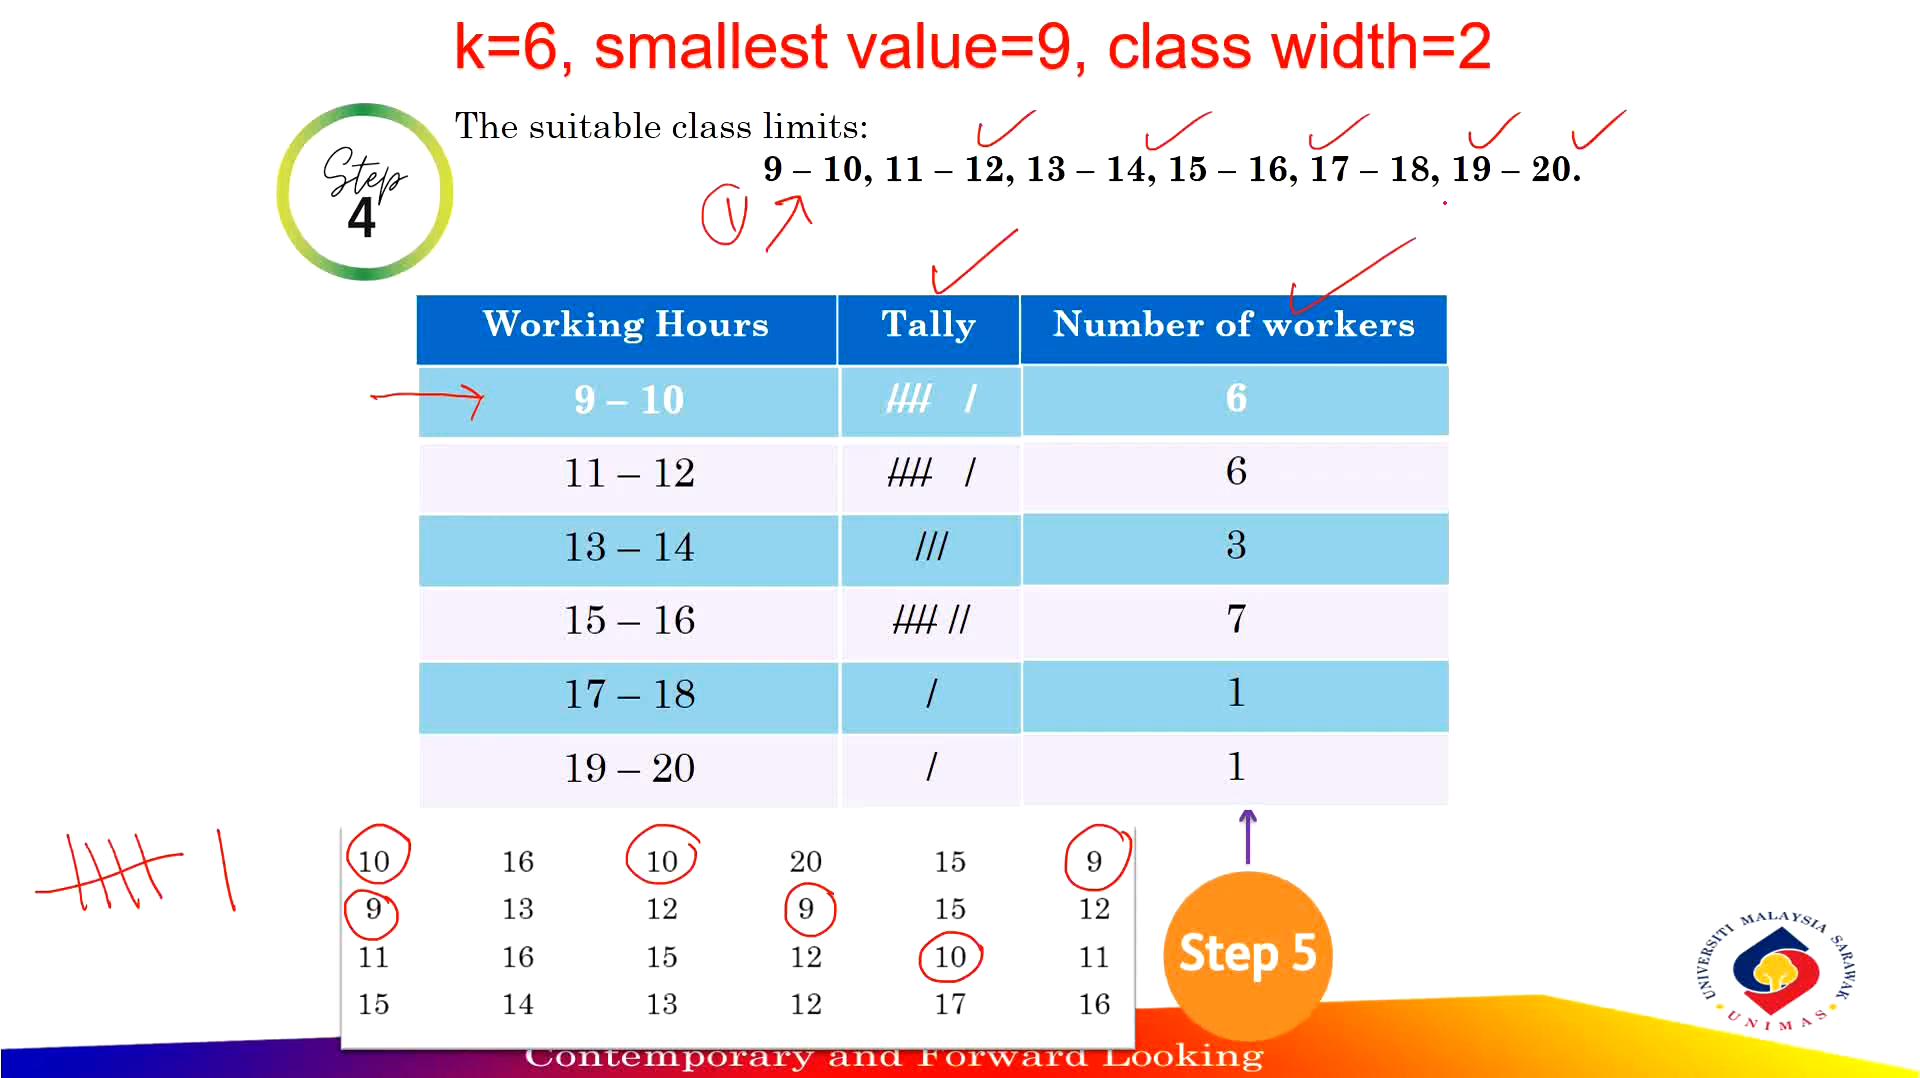 k=6, smallest value=9, class width=2
Step
4
The suitable class limits:
9 – 10, 11 – 12, 13 – 14, 15 – 16, 17 – 18, 19 – 20.
1
Working Hours Tally Number of workers
9 – 10 //// / 6
11 – 12 //// / 6
13 – 14 /// 3
15 – 16 //// // 7
17 – 18 / 1
19 – 20 / 1
10 16 10 20 15 9
9 13 12 9 15 12
11 16 15 12 10 11
15 14 13 12 17 16
Step 5
UNIVERSITI MALAYSIA SARAWAK
UNIMAS
Contemporary and Forward Looking